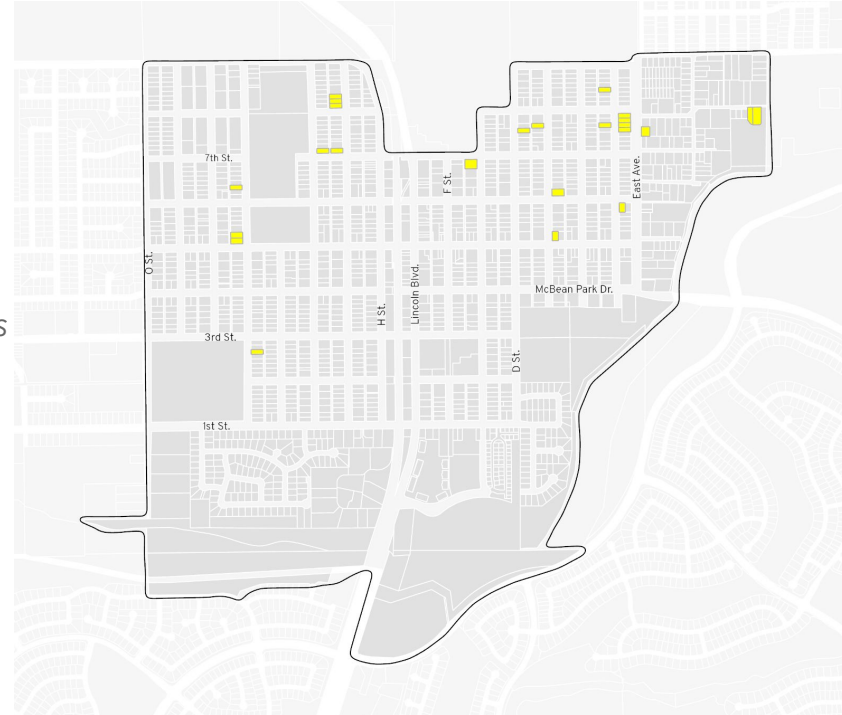 7th St.
F St.
East Ave.
O St.
McBean Park Dr.
Lincoln Blvd.
H St.
S
3rd St.
D St.
1st St.